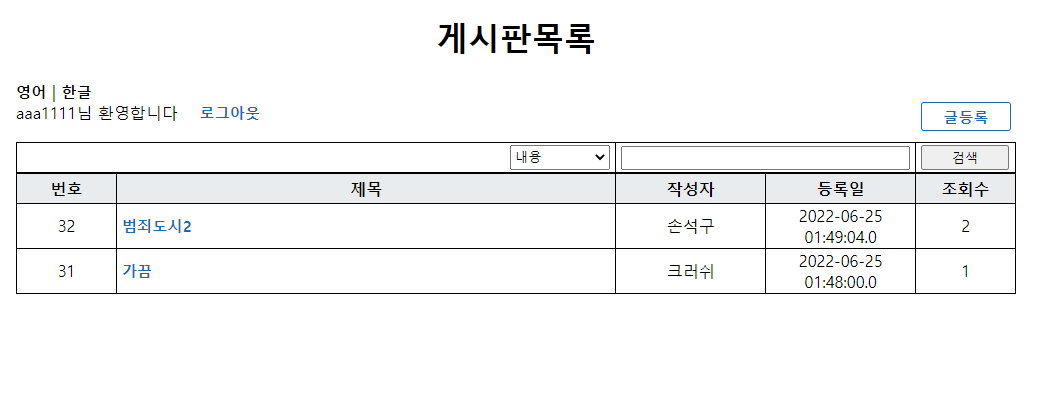 게시판목록
영어 | 한글
aaa1111님 환영합니다 로그아웃
글등록
내용 검색
번호 제목 작성자 등록일 조회수
32 범죄도시2 손석구 2022-06-25 01:49:04.0 2
31 가끔 크러쉬 2022-06-25 01:48:00.0 1